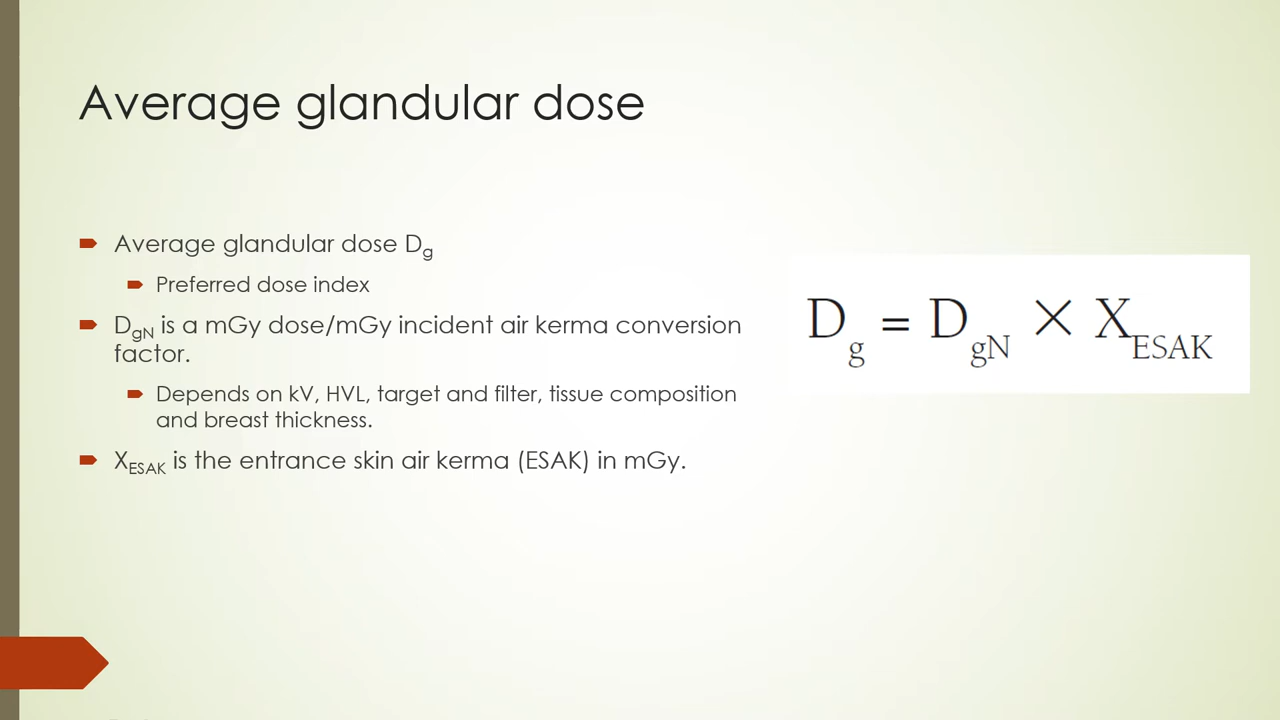 Average glandular dose
Average glandular dose Dg
Preferred dose index
DgN is a mGy dose/mGy incident air kerma conversion
factor.
Depends on kV, HVL, target and filter, tissue composition
and breast thickness.
XESAK is the entrance skin air kerma (ESAK) in mGy.
Dg = DgN × XESAK